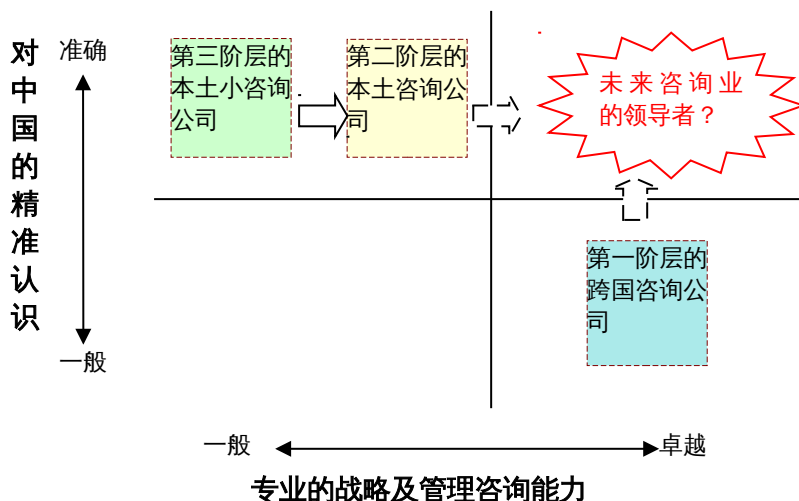 对中国的精准认识
准确
一般
第三阶层的
本土小咨询
公司
第二阶层的
本土咨询公
司
未来咨询业
的领导者？
第一阶层的
跨国咨询公
司
一般
卓越
专业的战略及管理咨询能力